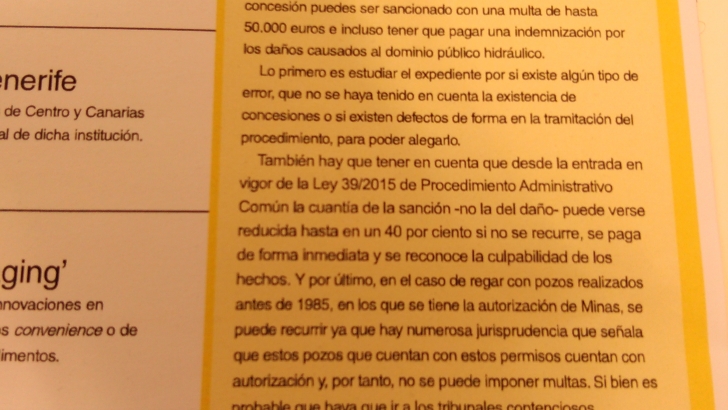 enerife
de Centro y Canarias
al de dicha institución.
ging’
nnovaciones en
s convenience o de
imentos.
concesión puedes ser sancionado con una multa de hasta
50.000 euros e incluso tener que pagar una indemnización por
los daños causados al dominio público hidráulico.
Lo primero es estudiar el expediente por si existe algún tipo de
error, que no se haya tenido en cuenta la existencia de
concesiones o si existen defectos de forma en la tramitación del
procedimiento, para poder alegarlo.
También hay que tener en cuenta que desde la entrada en
vigor de la Ley 39/2015 de Procedimiento Administrativo
Común la cuantía de la sanción -no la del daño- puede verse
reducida hasta en un 40 por ciento si no se recurre, se paga
de forma inmediata y se reconoce la culpabilidad de los
hechos. Y por último, en el caso de regar con pozos realizados
antes de 1985, en los que se tiene la autorización de Minas, se
puede recurrir ya que hay numerosa jurisprudencia que señala
que estos pozos que cuentan con estos permisos cuentan con
autorización y, por tanto, no se puede imponer multas. Si bien es
probable que haya que ir a los tribunales contenciosos